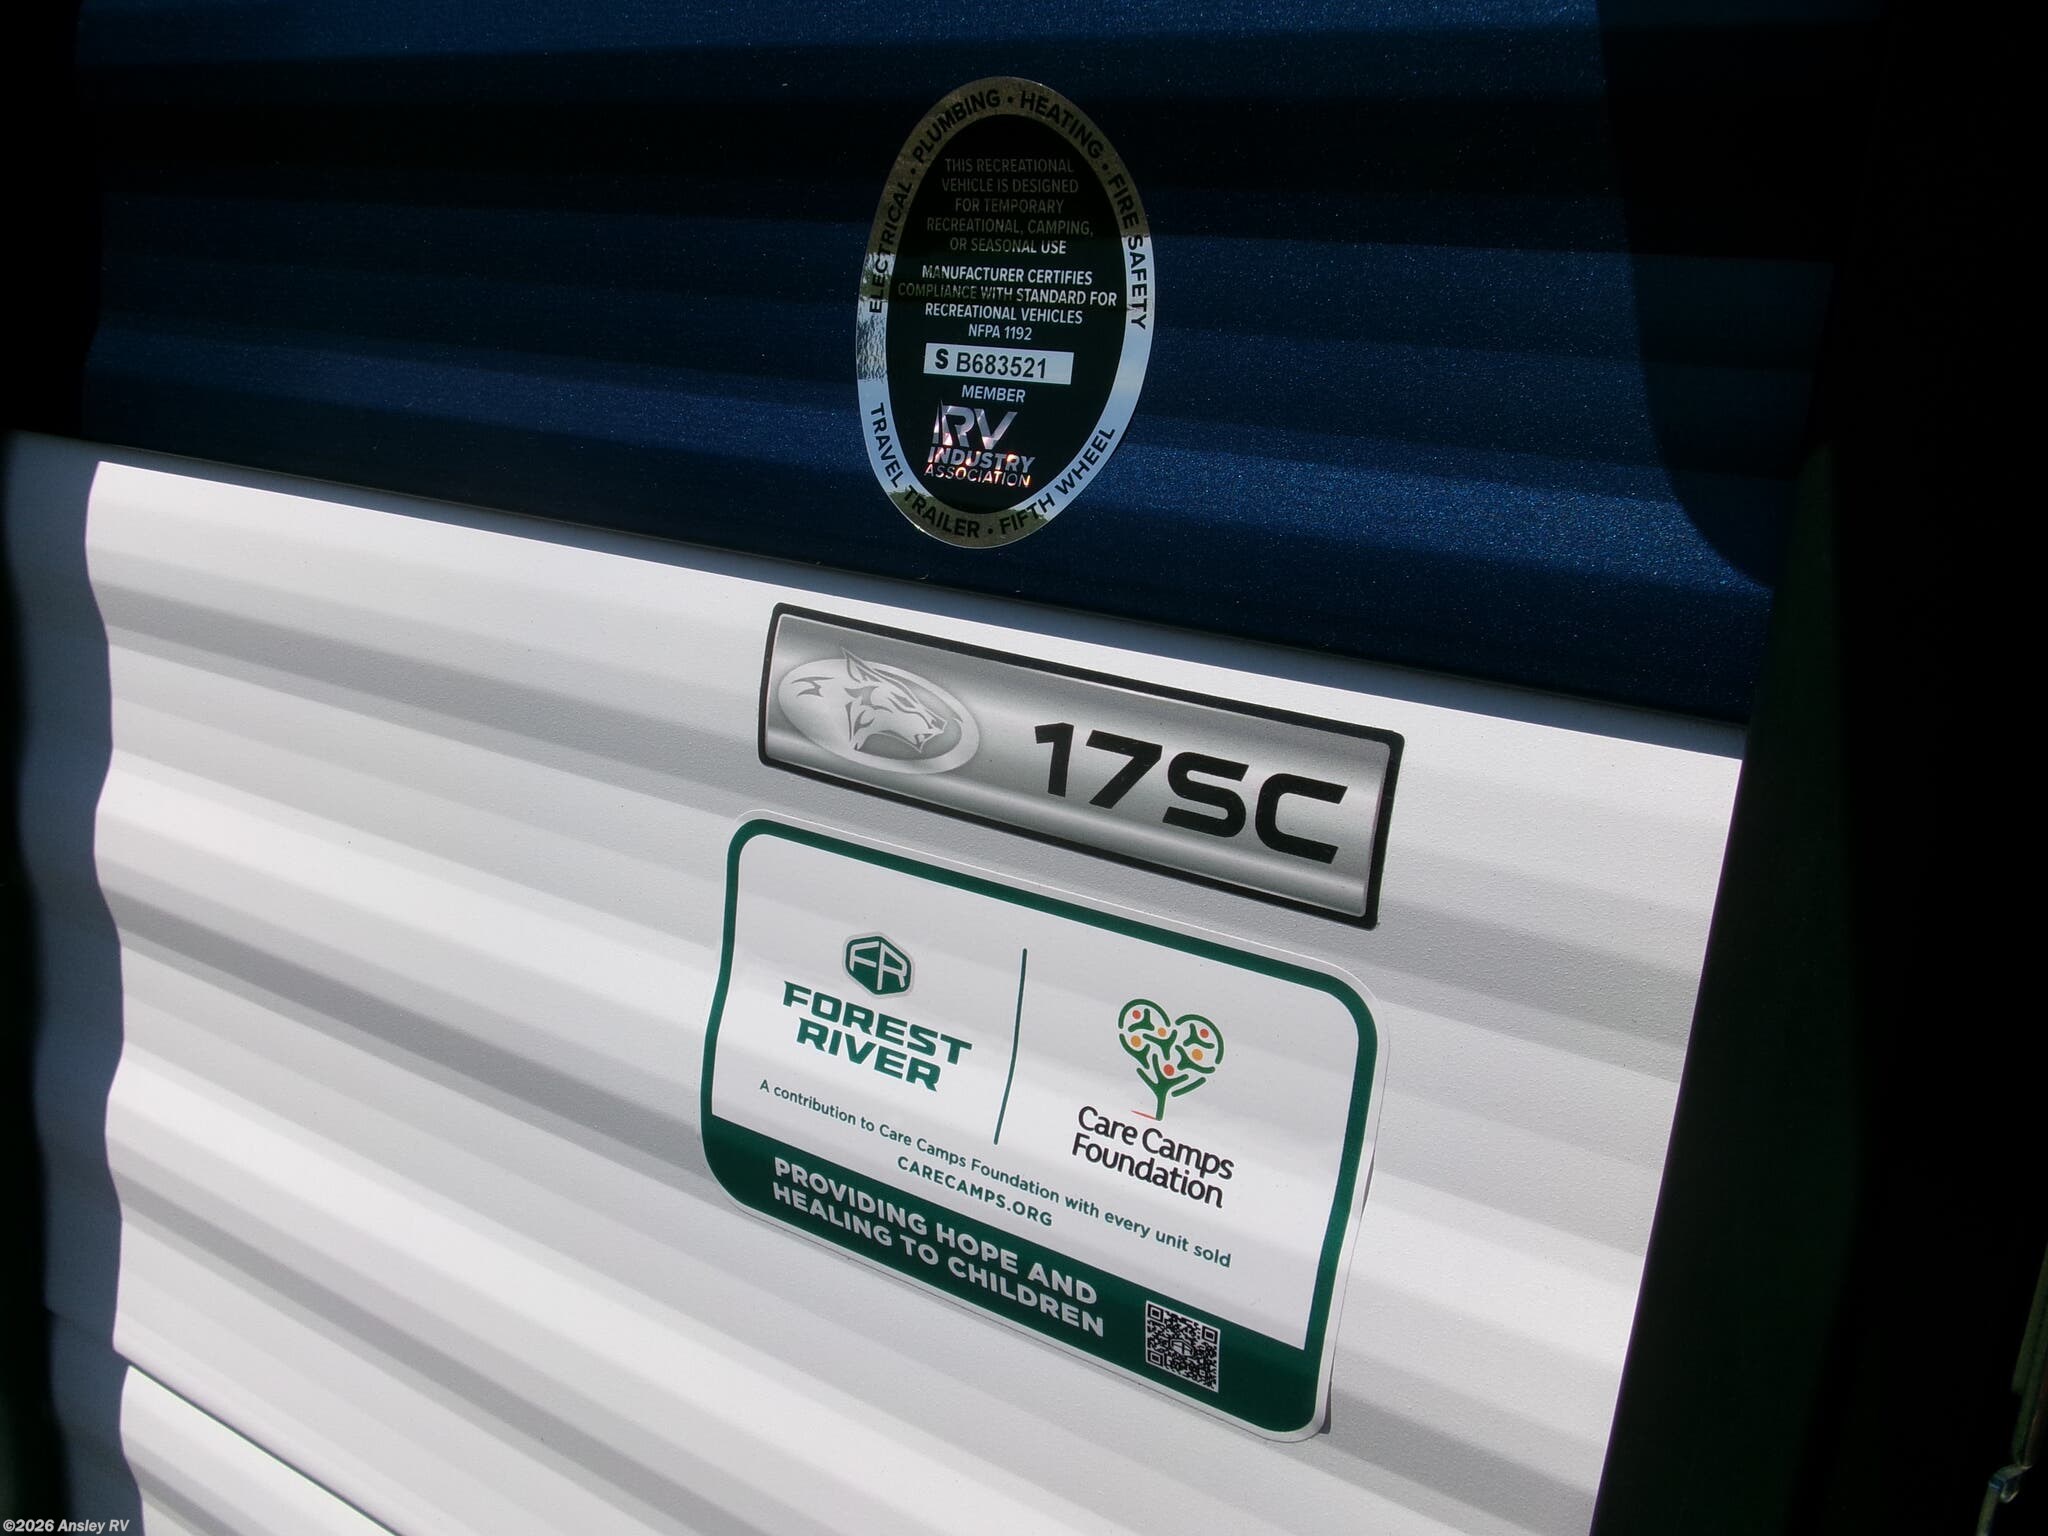 ELECTRICAL • PLUMBING • HEATING • FIRE SAFETY
THIS RECREATIONAL
VEHICLE IS DESIGNED
FOR TEMPORARY
RECREATIONAL, CAMPING,
OR SEASONAL USE
MANUFACTURER CERTIFIES
COMPLIANCE WITH STANDARD FOR
RECREATIONAL VEHICLES
NFPA 1192
S B683521
MEMBER
RV
INDUSTRY
ASSOCIATION
TRAVEL TRAILER • FIFTH WHEEL
17SC
FR
FOREST
RIVER
Care Camps
Foundation
A contribution to Care Camps Foundation with every unit sold
CARECAMPS.ORG
PROVIDING HOPE AND
HEALING TO CHILDREN
FR
©2026 Ansley RV